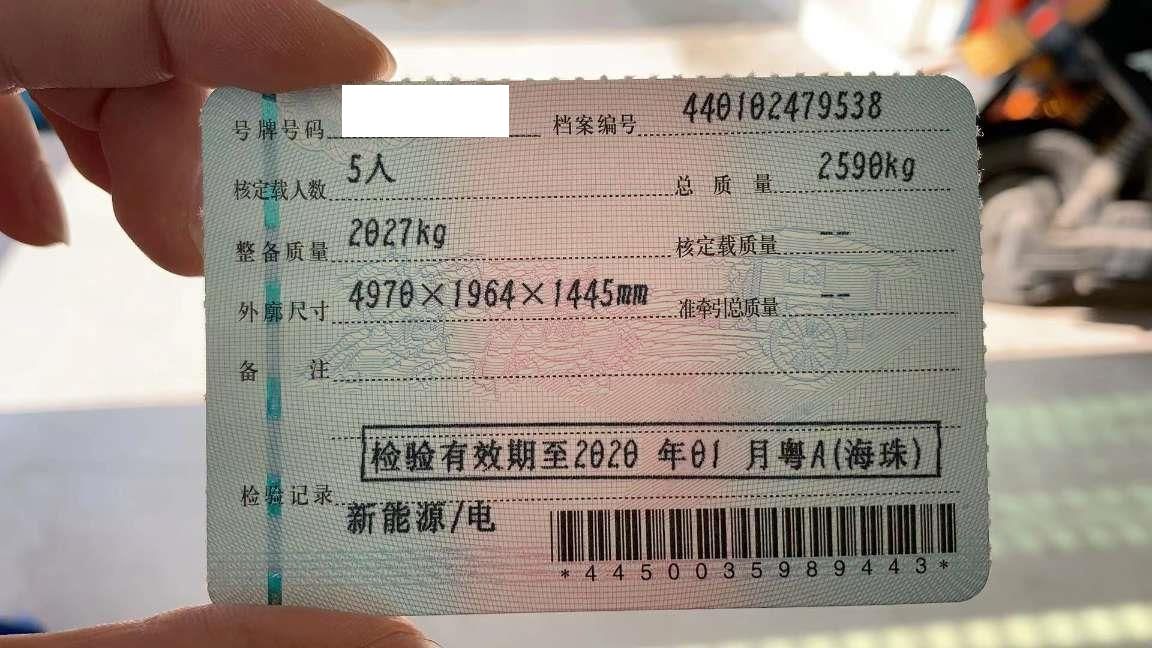 号牌号码 档案编号 440102479538
核定载人数 5人 总质量 2590kg
整备质量 2027kg 核定载质量 --
外廓尺寸 4970×1964×1445mm 准牵引总质量 --
备注
检验有效期至2020 年01 月粤A(海珠)
检验记录
新能源/电
*4450035989443*